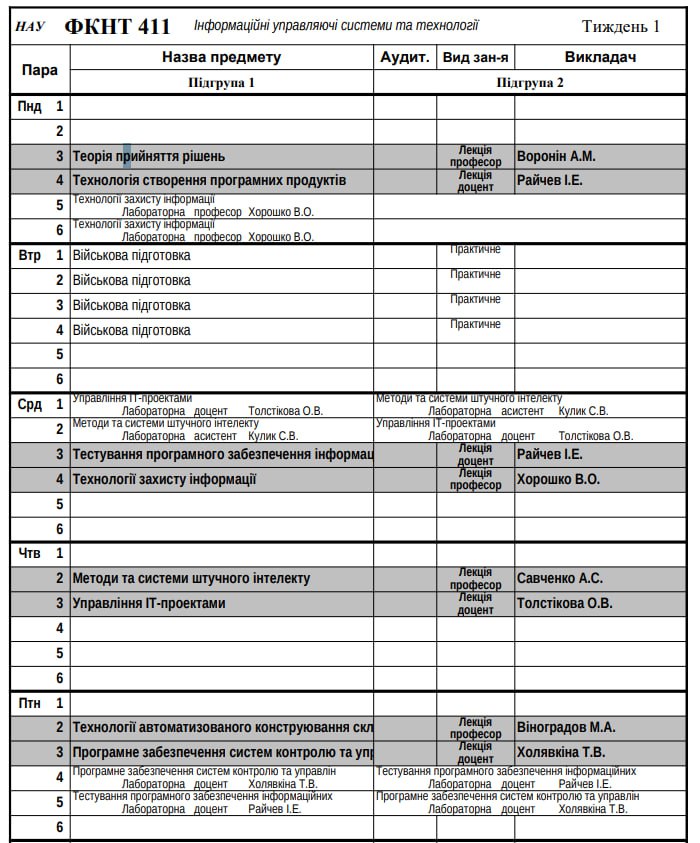 НАУ ФКНТ 411 Інформаційні управляючі системи та технології Тиждень 1
Пара Назва предмету Аудит. Вид зан-я Викладач
Підгрупа 1 Підгрупа 2
Пнд 1
2
3 Теорія прийняття рішень Лекція професор Воронін А.М.
4 Технологія створення програмних продуктів Лекція доцент Райчев І.Е.
5 Технології захисту інформації
Лабораторна професор Хорошко В.О.
6 Технології захисту інформації
Лабораторна професор Хорошко В.О.
Втр 1 Військова підготовка Практичне
2 Військова підготовка Практичне
3 Військова підготовка Практичне
4 Військова підготовка Практичне
5
6
Срд 1 Управління ІТ-проектами Методи та системи штучного інтелекту
Лабораторна доцент Толстікова О.В. Лабораторна асистент Кулик С.В.
2 Методи та системи штучного інтелекту Управління ІТ-проектами
Лабораторна асистент Кулик С.В. Лабораторна доцент Толстікова О.В.
3 Тестування програмного забезпечення інформац Лекція доцент Райчев І.Е.
4 Технології захисту інформації Лекція професор Хорошко В.О.
5
6
Чтв 1
2 Методи та системи штучного інтелекту Лекція професор Савченко А.С.
3 Управління ІТ-проектами Лекція доцент Толстікова О.В.
4
5
6
Птн 1
2 Технології автоматизованого конструювання скл Лекція професор Віноградов М.А.
3 Програмне забезпечення систем контролю та упр Лекція доцент Холявкіна Т.В.
4 Програмне забезпечення систем контролю та управлін Тестування програмного забезпечення інформаційних
Лабораторна доцент Холявкіна Т.В. Лабораторна доцент Райчев І.Е.
5 Тестування програмного забезпечення інформаційних Програмне забезпечення систем контролю та управлін
Лабораторна доцент Райчев І.Е. Лабораторна доцент Холявкіна Т.В.
6